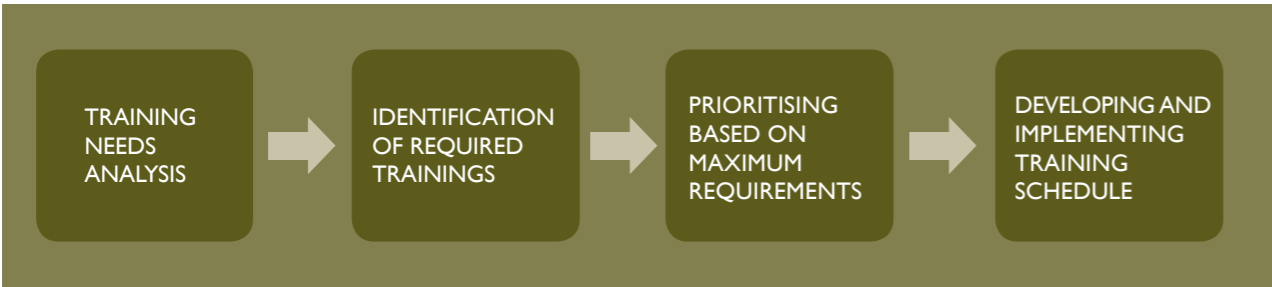 TRAINING
NEEDS
ANALYSIS
IDENTIFICATION
OF REQUIRED
TRAININGS
PRIORITISING
BASED ON
MAXIMUM
REQUIREMENTS
DEVELOPING AND
IMPLEMENTING
TRAINING
SCHEDULE